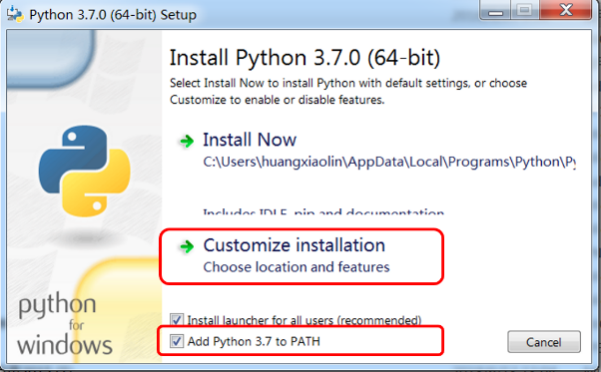 Python 3.7.0 (64-bit) Setup
Install Python 3.7.0 (64-bit)
Select Install Now to install Python with default settings, or choose
Customize to enable or disable features.
Install Now
C:\Users\huangxiaolin\AppData\Local\Programs\Python\Py
Includes IDLE, pip and documentation
Customize installation
Choose location and features
Install launcher for all users (recommended)
Add Python 3.7 to PATH
Cancel
python
for
windows